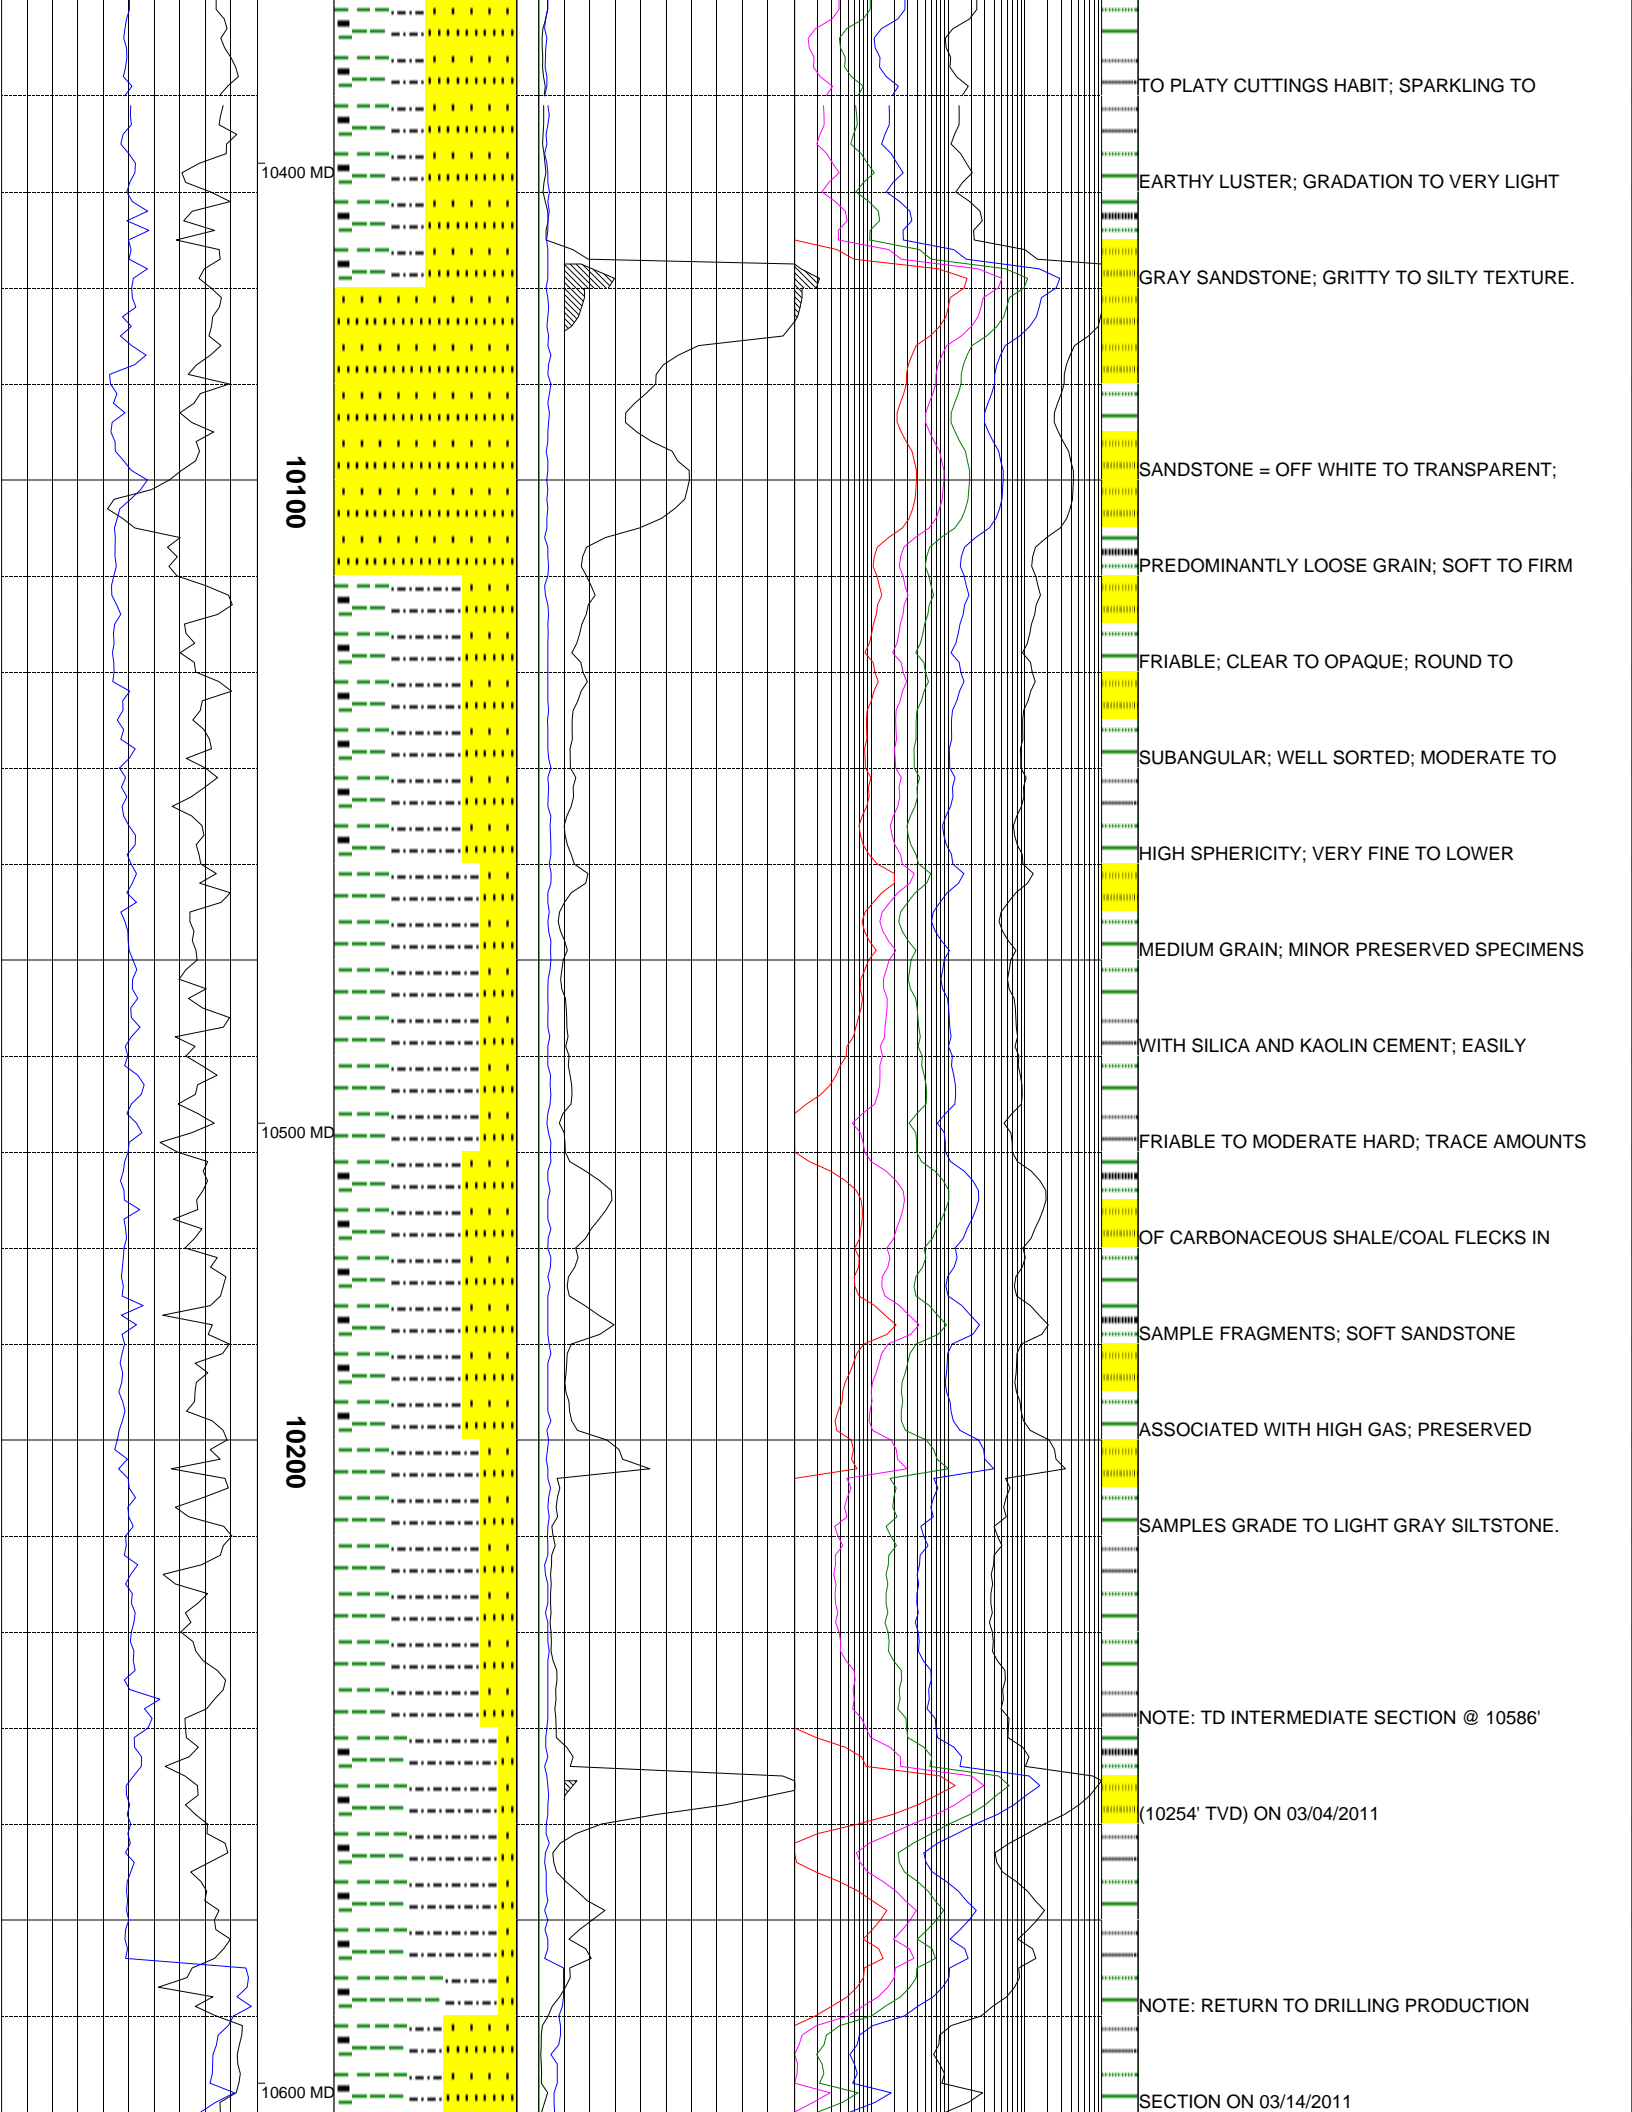 TO PLATY CUTTINGS HABIT; SPARKLING TO
10400 MD
EARTHY LUSTER; GRADATION TO VERY LIGHT
GRAY SANDSTONE; GRITTY TO SILTY TEXTURE.
10100
SANDSTONE = OFF WHITE TO TRANSPARENT;
PREDOMINANTLY LOOSE GRAIN; SOFT TO FIRM
FRIABLE; CLEAR TO OPAQUE; ROUND TO
SUBANGULAR; WELL SORTED; MODERATE TO
HIGH SPHERICITY; VERY FINE TO LOWER
MEDIUM GRAIN; MINOR PRESERVED SPECIMENS
WITH SILICA AND KAOLIN CEMENT; EASILY
10500 MD
FRIABLE TO MODERATE HARD; TRACE AMOUNTS
OF CARBONACEOUS SHALE/COAL FLECKS IN
SAMPLE FRAGMENTS; SOFT SANDSTONE
10200
ASSOCIATED WITH HIGH GAS; PRESERVED
SAMPLES GRADE TO LIGHT GRAY SILTSTONE.
NOTE: TD INTERMEDIATE SECTION @ 10586'
(10254' TVD) ON 03/04/2011
NOTE: RETURN TO DRILLING PRODUCTION
10600 MD
SECTION ON 03/14/2011